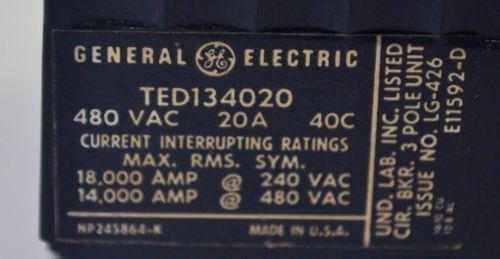 GENERAL GE ELECTRIC
TED134020
480 VAC 20A 40C
CURRENT INTERRUPTING RATINGS
MAX. RMS. SYM.
18,000 AMP @ 240 VAC
14,000 AMP @ 480 VAC
NP245864-K MADE IN U.S.A.
UND. LAB. INC. LISTED
CIR. BKR. 3 POLE UNIT
ISSUE NO. LG-426
E11592-D